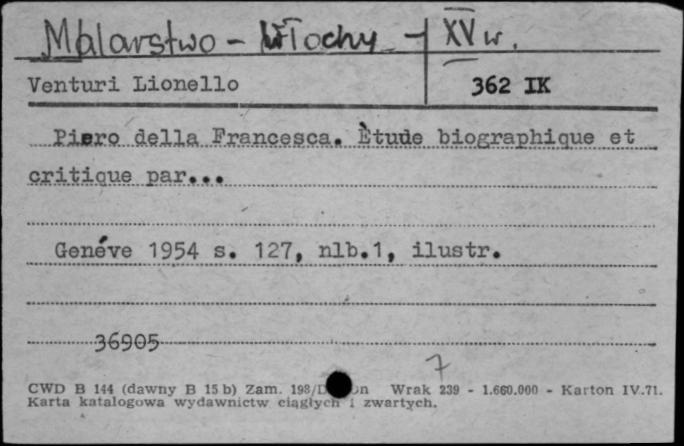 Malarstwo - Włochy - XV w.
Venturi Lionello 362 IK
Piero della Francesca. Ètude biographique et
critique par...
Genéve 1954 s. 127, nlb.1, ilustr.
36905
7
CWD B 144 (dawny B 15 b) Zam. 198/ Wrak 239 - 1.660.000 - Karton IV.71.
Karta katalogowa wydawnictw ciągłych i zwartych.